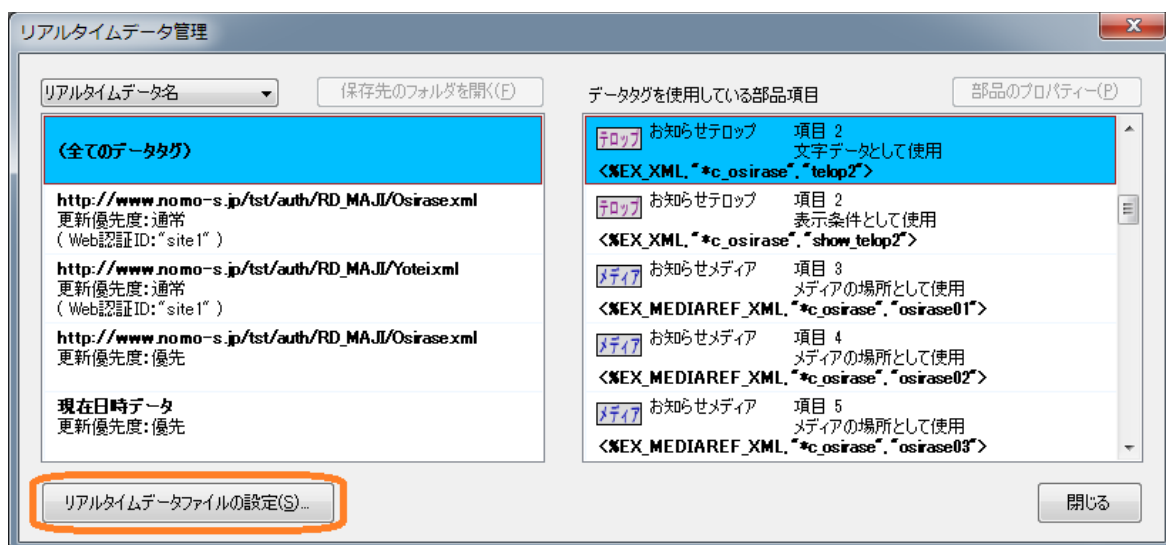 リアルタイムデータ管理
リアルタイムデータ名
保存先のフォルダを開く(F)
(全てのデータタグ)
http://www.nomo-s.jp/tst/auth/RD_MAJI/Osirase.xml
更新優先度:通常
( Web認証ID:"site1" )
http://www.nomo-s.jp/tst/auth/RD_MAJI/Yotei.xml
更新優先度:通常
( Web認証ID:"site1" )
http://www.nomo-s.jp/tst/auth/RD_MAJI/Osirase.xml
更新優先度:優先
現在日時データ
更新優先度:優先
リアルタイムデータファイルの設定(S)...
データタグを使用している部品項目
部品のプロパティー(P)
テロップ お知らせテロップ 項目 2
文字データとして使用
<%EX_XML,"*c_osirase","telop2">
テロップ お知らせテロップ 項目 2
表示条件として使用
<%EX_XML,"*c_osirase","show_telop2">
メディア お知らせメディア 項目 3
メディアの場所として使用
<%EX_MEDIAREF_XML,"*c_osirase","osirase01">
メディア お知らせメディア 項目 4
メディアの場所として使用
<%EX_MEDIAREF_XML,"*c_osirase","osirase02">
メディア お知らせメディア 項目 5
メディアの場所として使用
<%EX_MEDIAREF_XML,"*c_osirase","osirase03">
閉じる